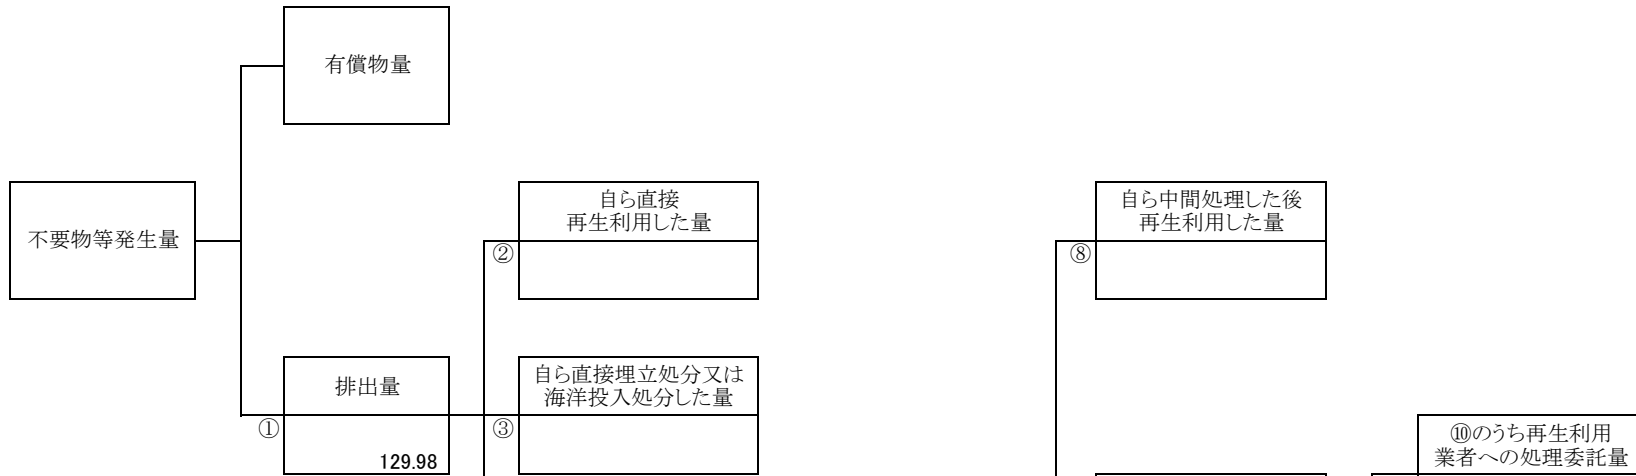 有償物量
不要物等発生量
自ら直接
再生利用した量
②
自ら中間処理した後
再生利用した量
⑧
排出量
①
129.98
自ら直接埋立処分又は
海洋投入処分した量
③
⑩のうち再生利用
業者への処理委託量